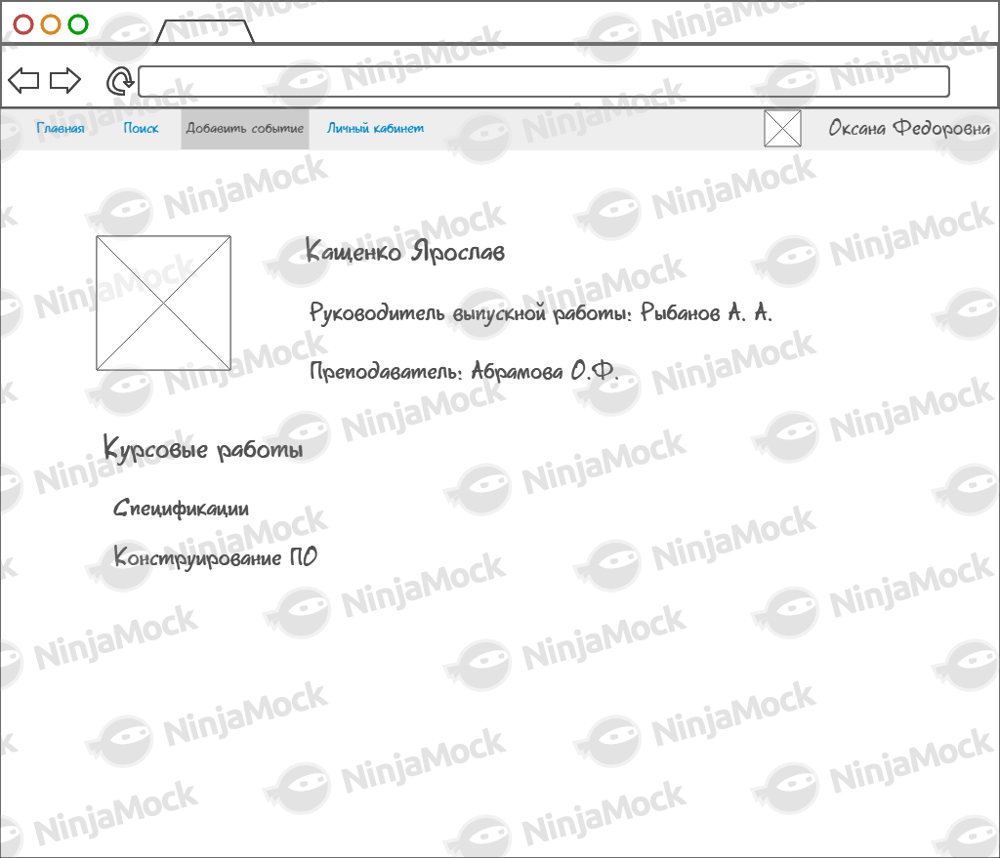 Главная Поиск Добавить событие Личный кабинет Оксана Федоровна
Кащенко Ярослав
Руководитель выпускной работы: Рыбанов А. А.
Преподаватель: Абрамова О.Ф.
Курсовые работы
Спецификации
Конструирование ПО
NinjaMock